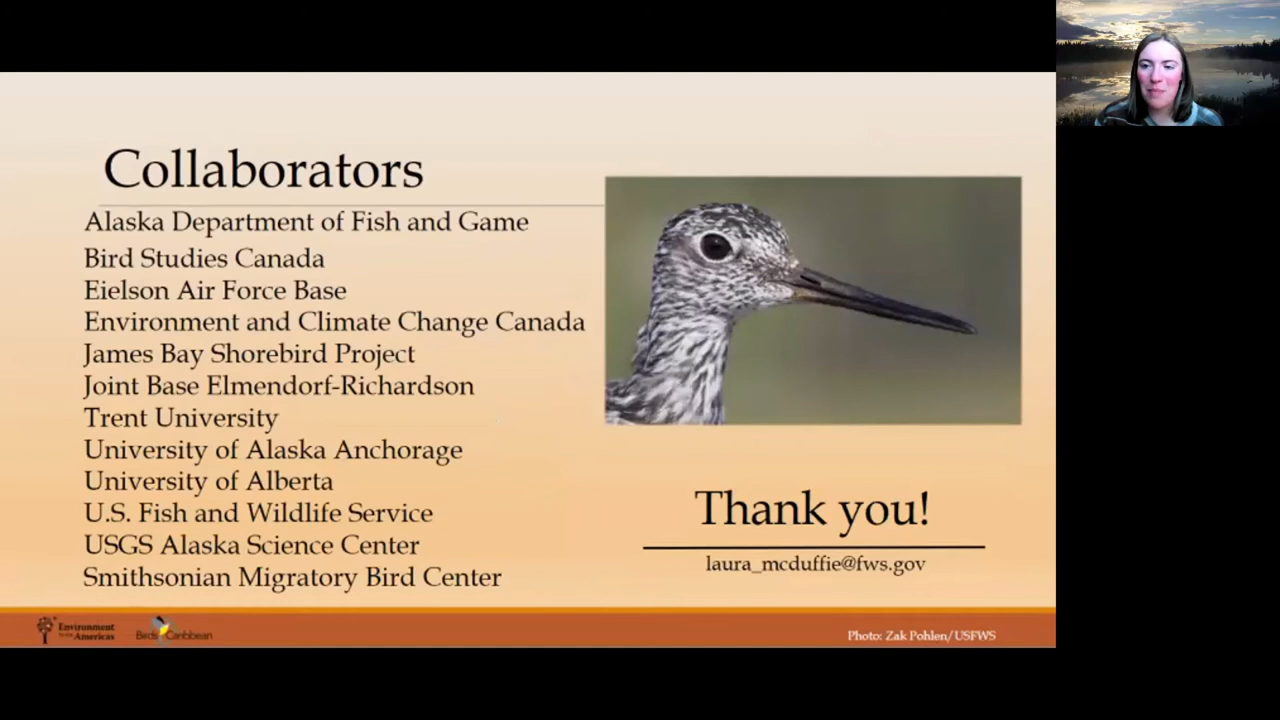 Collaborators
Alaska Department of Fish and Game
Bird Studies Canada
Eielson Air Force Base
Environment and Climate Change Canada
James Bay Shorebird Project
Joint Base Elmendorf-Richardson
Trent University
University of Alaska Anchorage
University of Alberta
U.S. Fish and Wildlife Service
USGS Alaska Science Center
Smithsonian Migratory Bird Center
Thank you!
laura_mcduffie@fws.gov
Environment
for the Americas
Birds Caribbean
Photo: Zak Pohlen/USFWS